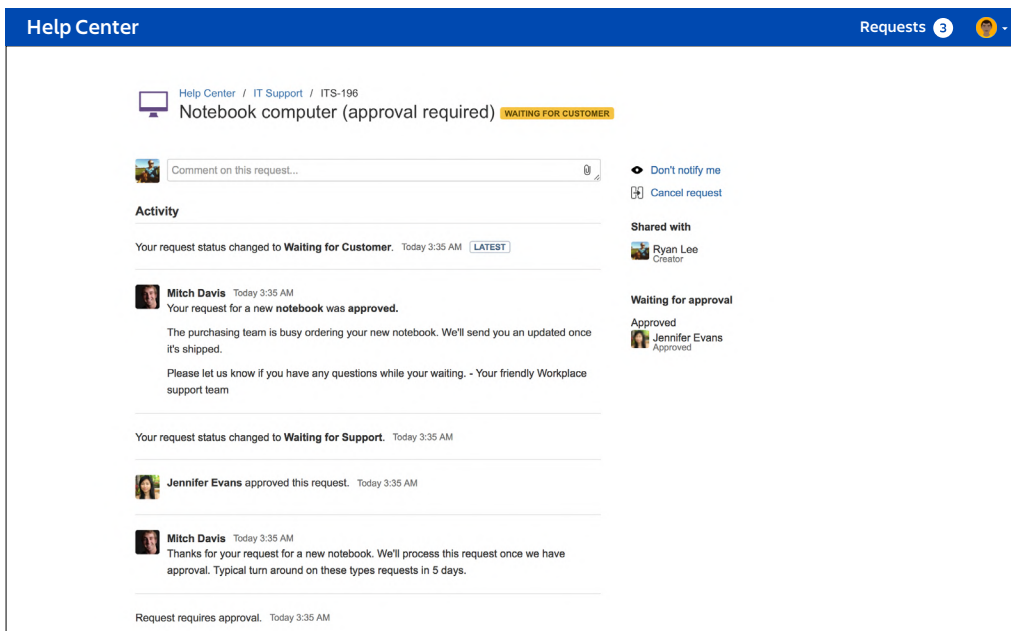 Help Center
Requests 3
Help Center / IT Support / ITS-196
Notebook computer (approval required) WAITING FOR CUSTOMER
Comment on this request...
Don't notify me
Cancel request
Activity
Shared with
Your request status changed to Waiting for Customer. Today 3:35 AM LATEST
Ryan Lee
Creator
Mitch Davis Today 3:35 AM
Your request for a new notebook was approved.
The purchasing team is busy ordering your new notebook. We'll send you an updated once
it's shipped.
Please let us know if you have any questions while your waiting. - Your friendly Workplace
support team
Waiting for approval
Approved
Jennifer Evans
Approved
Your request status changed to Waiting for Support. Today 3:35 AM
Jennifer Evans approved this request. Today 3:35 AM
Mitch Davis Today 3:35 AM
Thanks for your request for a new notebook. We'll process this request once we have
approval. Typical turn around on these types requests in 5 days.
Request requires approval. Today 3:35 AM